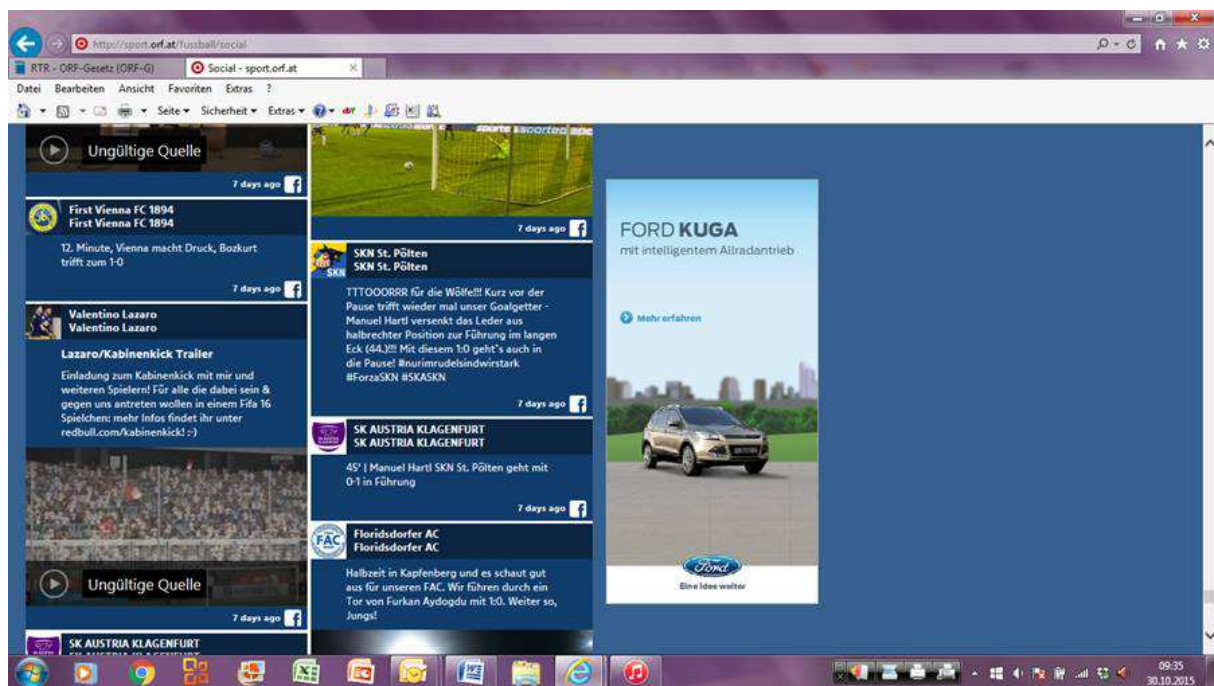 http://sport.orf.at/fussball/social
RTR - ORF-Gesetz (ORF-G)
Social - sport.orf.at
Datei Bearbeiten Ansicht Favoriten Extras ?
Seite Sicherheit Extras
Ungültige Quelle
7 days ago
First Vienna FC 1894
First Vienna FC 1894
12. Minute, Vienna macht Druck, Bozkurt
trifft zum 1-0
7 days ago
Valentino Lazaro
Valentino Lazaro
Lazaro/Kabinenkick Trailer
Einladung zum Kabinenkick mit mir und
weiteren Spielern! Für alle die dabei sein &
gegen uns antreten wollen in einem Fifa 16
Spielchen: mehr Infos findet ihr unter
redbull.com/kabinenkick! :-)
Ungültige Quelle
7 days ago
SK AUSTRIA KLAGENFURT
SK AUSTRIA KLAGENFURT
7 days ago
SKN St. Pölten
SKN St. Pölten
SKN
TTTOOORRR für die Wölfe!!! Kurz vor der
Pause trifft wieder mal unser Goalgetter -
Manuel Hartl versenkt das Leder aus
halbrechter Position zur Führung im langen
Eck (44.)!!! Mit diesem 1:0 geht's auch in
die Pause! #nurimrudelsindwirstark
#ForzaSKN #SKASKN
7 days ago
SK AUSTRIA KLAGENFURT
SK AUSTRIA KLAGENFURT
45' | Manuel Hartl SKN St. Pölten geht mit
0-1 in Führung
7 days ago
FAC
Floridsdorfer AC
Floridsdorfer AC
Halbzeit in Kapfenberg und es schaut gut
aus für unseren FAC. Wir führen durch ein
Tor von Furkan Aydogdu mit 1:0. Weiter so,
Jungs!
FORD KUGA
mit intelligentem Allradantrieb
Mehr erfahren
Ford
Eine Idee weiter
09:35
30.10.2015